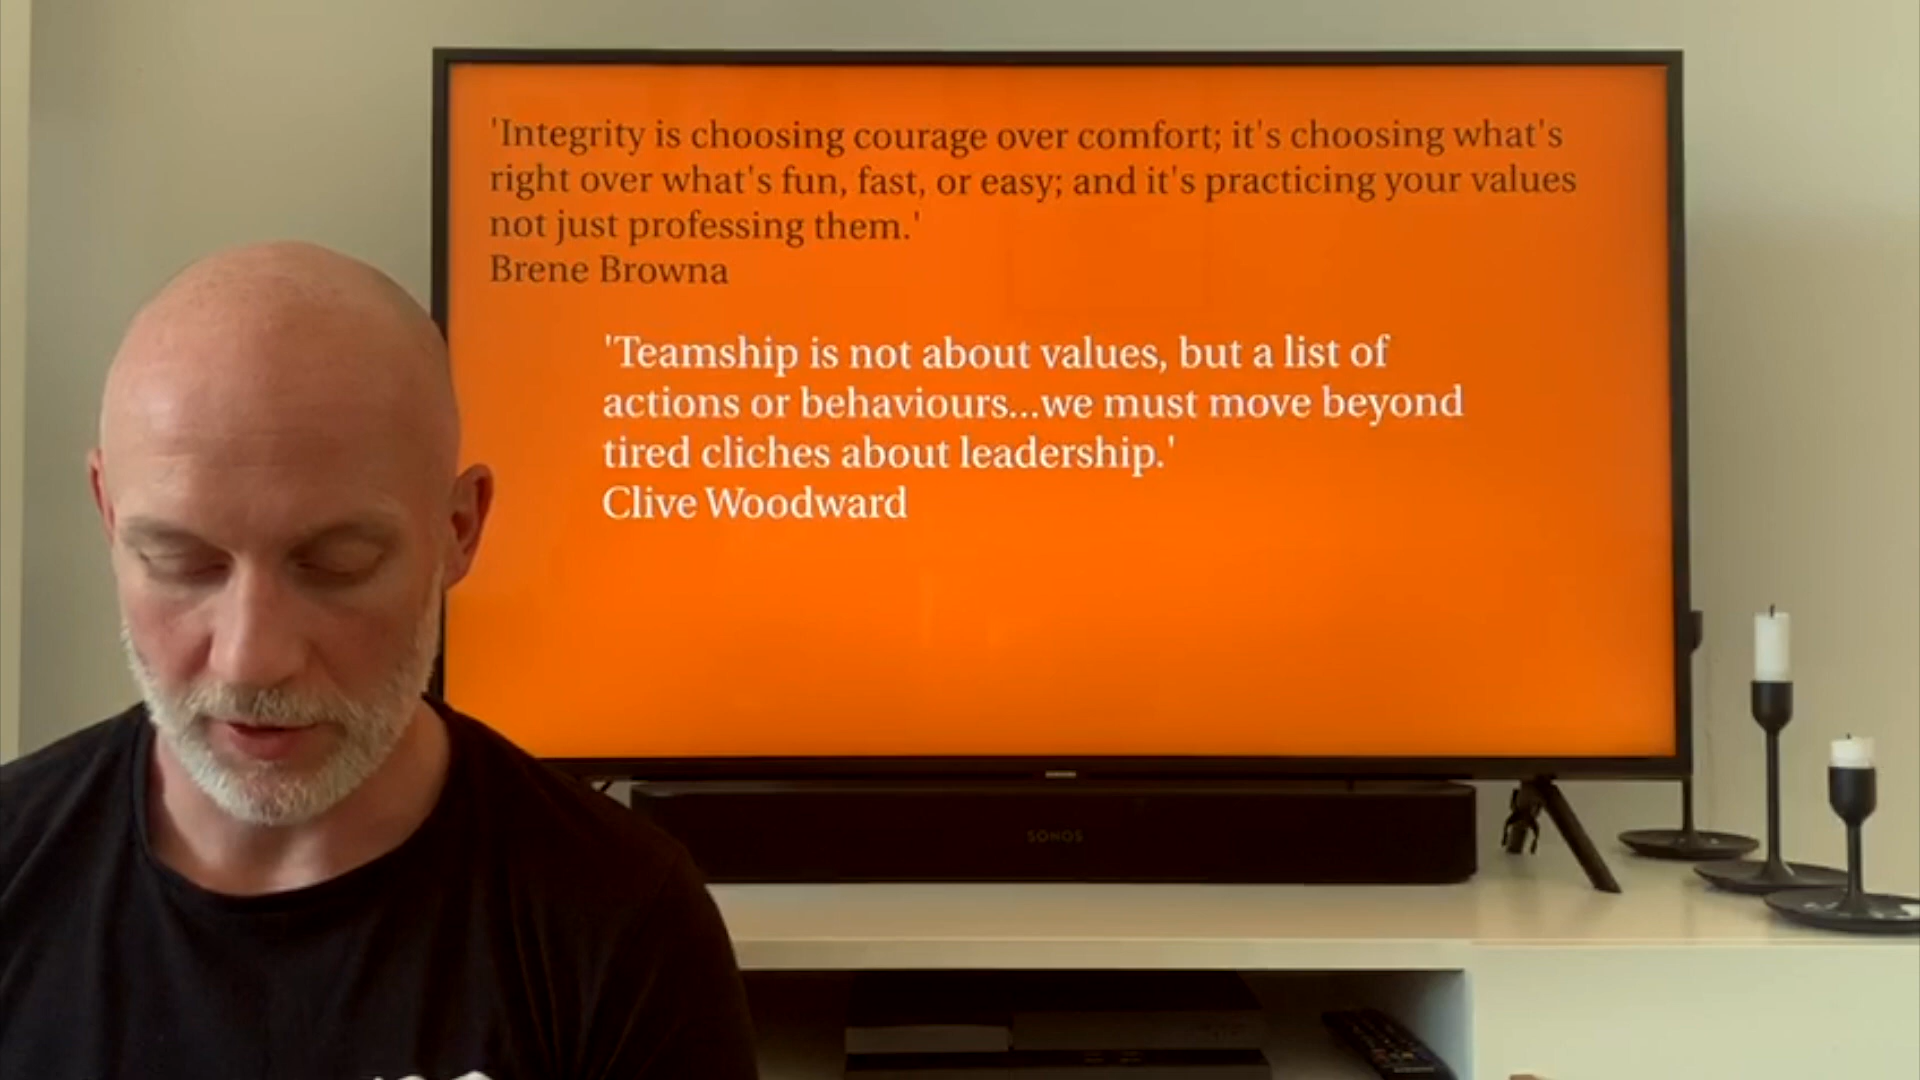 'Integrity is choosing courage over comfort; it's choosing what's
right over what's fun, fast, or easy; and it's practicing your values
not just professing them.'
Brene Browna
'Teamship is not about values, but a list of
actions or behaviours...we must move beyond
tired cliches about leadership.'
Clive Woodward
SONOS